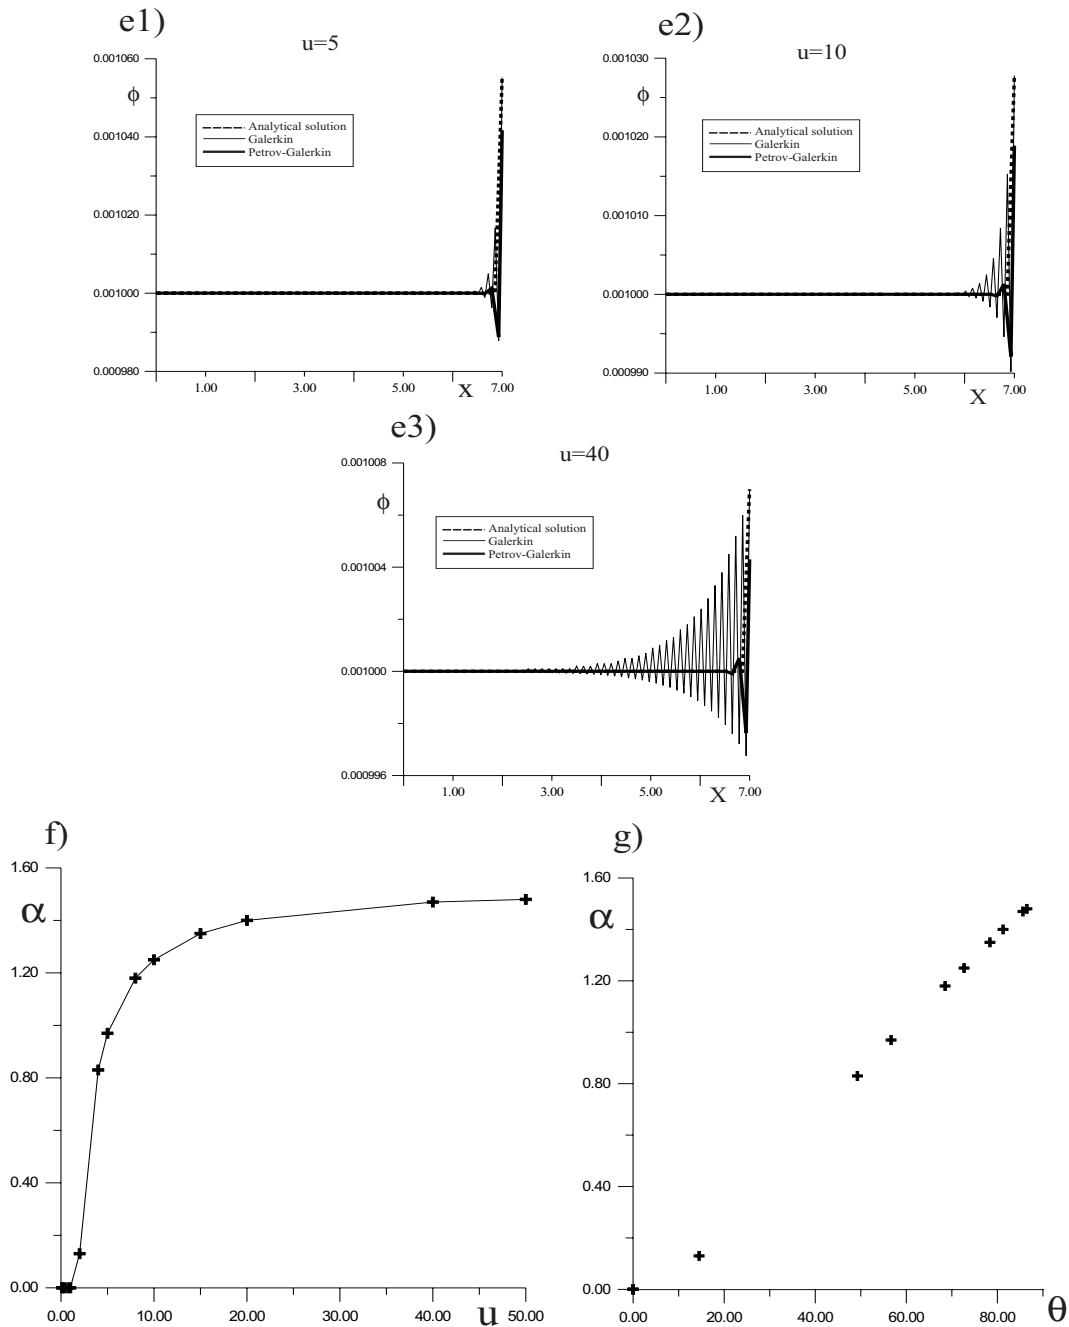 e1)
u=5
0.001060
ϕ
0.001040
0.001020
0.001000
0.000980
Analytical solution
Galerkin
Petrov-Galerkin
1.00 3.00 5.00 7.00
X
e2)
u=10
0.001030
ϕ
0.001020
0.001010
0.001000
0.000990
Analytical solution
Galerkin
Petrov-Galerkin
1.00 3.00 5.00 7.00
X
e3)
u=40
0.001008
ϕ
0.001004
0.001000
0.000996
Analytical solution
Galerkin
Petrov-Galerkin
1.00 3.00 5.00 7.00
X
f)
1.60
α
1.20
0.80
0.40
0.00
0.00 10.00 20.00 30.00 40.00 50.00
u
g)
1.60
α
1.20
0.80
0.40
0.00
0.00 20.00 40.00 60.00 80.00
θ